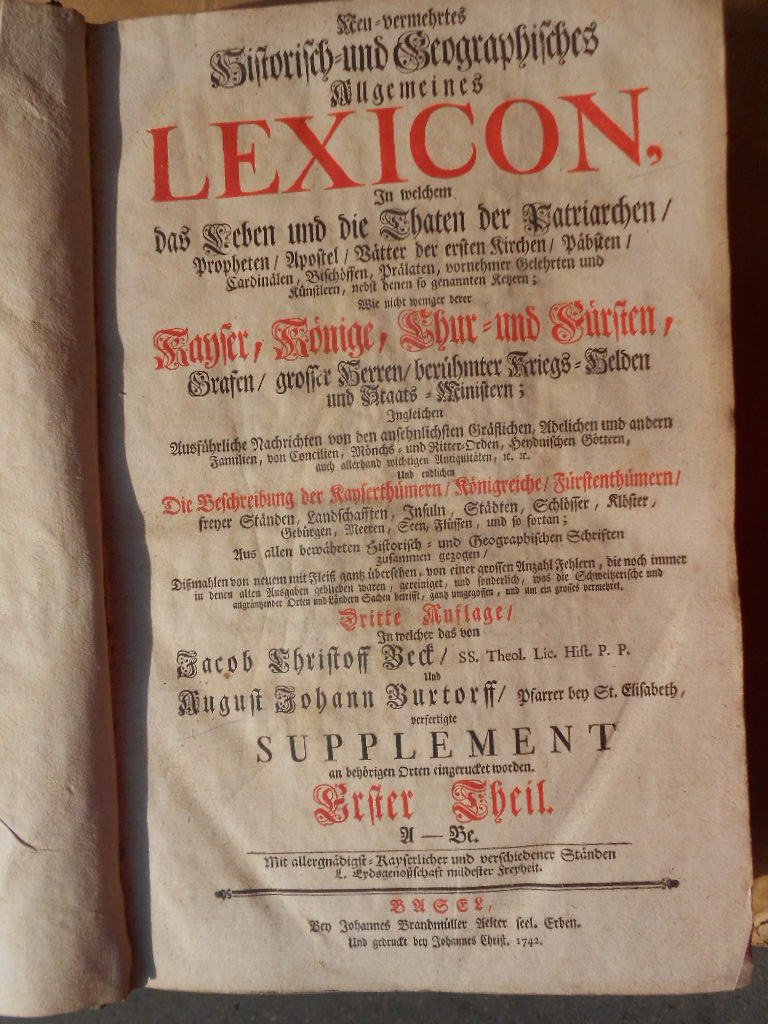 Neu-vermehrtes
Historisch-und Geographisches
Allgemeines
LEXICON,
In welchem
das Leben und die Thaten der Patriarchen /
Propheten / Apostel / Vätter der ersten Kirchen / Päbsten /
Cardinälen, Bischöffen, Prälaten, vornehmer Gelehrten und
Künstlern, nebst denen so genannten Ketzern;
Wie nicht weniger derer
Kayser, Könige, Chur-und Fürsten,
Grafen / grosser Herren / berühmter Kriegs-Helden
und Staats-Ministern;
Ingleichen
Ausführliche Nachrichten von den ansehnlichsten Gräflichen, Adelichen und andern
Familien, von Concilien, Mönchs- und Ritter-Orden, Heydnischen Göttern,
auch allerhand wichtigen Antiquitäten, ꝛc. ꝛc.
Und endlichen
Die Beschreibung der Kayserthümern / Königreiche / Fürstenthümern /
freyer Ständen, Landschafften, Insuln, Städten, Schlösser, Klöster,
Gebürgen, Meeren, Seen, Flüssen, und so fortan;
Aus allen bewährten Historisch- und Geographischen Schriften
zusammen gezogen /
Dißmahlen von neuem mit Fleiß gantz übersehen, von einer grossen Anzahl Fehlern, die noch immer
in denen alten Ausgaben geblieben waren, gereiniget, und sonderlich, was die Schweitzerische und
angräntzender Orten und Ländern Sachen betrifft, gantz umgegossen, und um ein grosses vermehret.
Dritte Auflage /
In welcher das von
Jacob Christoff Beck / SS. Theol. Lic. Hist. P. P.
Und
August Johann Buxtorff / Pfarrer bey St. Elisabeth,
verfertigte
SUPPLEMENT
an behörigen Orten eingerucket worden.
Erster Theil.
A — Be.
Mit allergnädigst-Kayserlicher und verschiedener Ständen
L. Eydsgenoßschaft mildester Freyheit.
BASEL,
Bey Johannes Brandmüller Aelter seel. Erben.
Und gedruckt bey Johannes Christ. 1742.